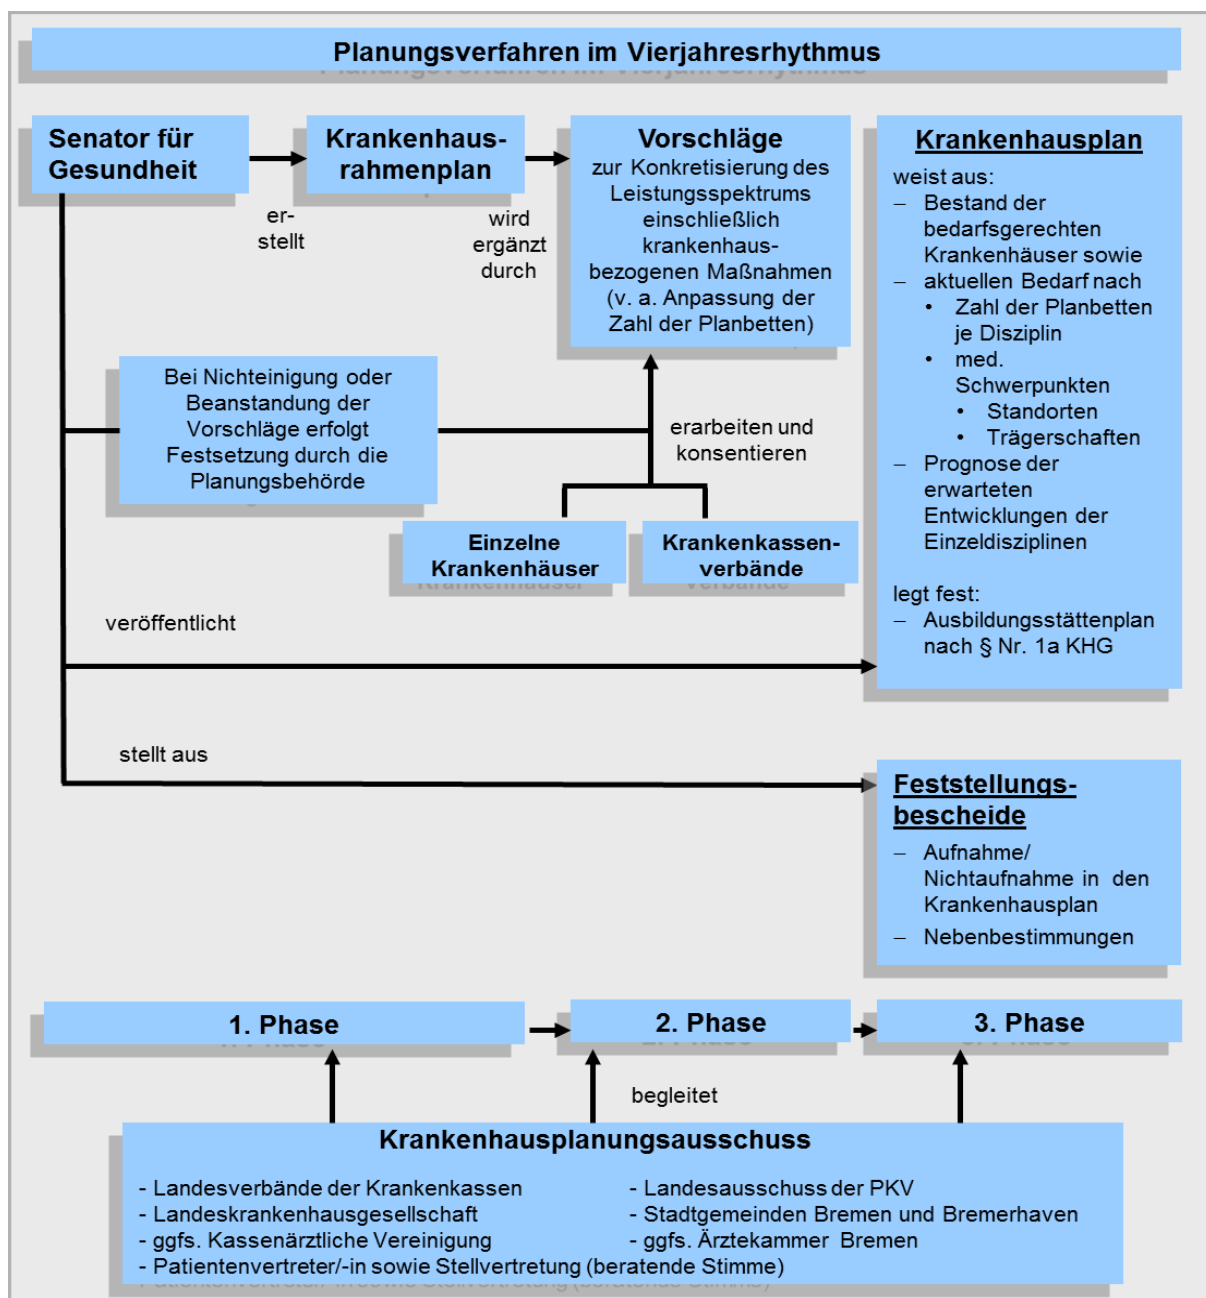 Planungsverfahren im Vierjahresrhythmus
Senator für
Gesundheit
er-
stellt
Krankenhaus-
rahmenplan
wird
ergänzt
durch
Vorschläge
zur Konkretisierung des
Leistungsspektrums
einschließlich
krankenhaus-
bezogenen Maßnahmen
(v. a. Anpassung der
Zahl der Planbetten)
Krankenhausplan
weist aus:
– Bestand der
bedarfsgerechten
Krankenhäuser sowie
– aktuellen Bedarf nach
• Zahl der Planbetten
je Disziplin
• med.
Schwerpunkten
• Standorten
• Trägerschaften
– Prognose der
erwarteten
Entwicklungen der
Einzeldisziplinen
legt fest:
– Ausbildungsstättenplan
nach § Nr. 1a KHG
Bei Nichteinigung oder
Beanstandung der
Vorschläge erfolgt
Festsetzung durch die
Planungsbehörde
erarbeiten und
konsentieren
Einzelne
Krankenhäuser
Krankenkassen-
verbände
veröffentlicht
stellt aus
Feststellungs-
bescheide
– Aufnahme/
Nichtaufnahme in den
Krankenhausplan
– Nebenbestimmungen
1. Phase
2. Phase
3. Phase
begleitet
Krankenhausplanungsausschuss
- Landesverbände der Krankenkassen
- Landesausschuss der PKV
- Landeskrankenhausgesellschaft
- Stadtgemeinden Bremen und Bremerhaven
- ggfs. Kassenärztliche Vereinigung
- ggfs. Ärztekammer Bremen
- Patientenvertreter/-in sowie Stellvertretung (beratende Stimme)